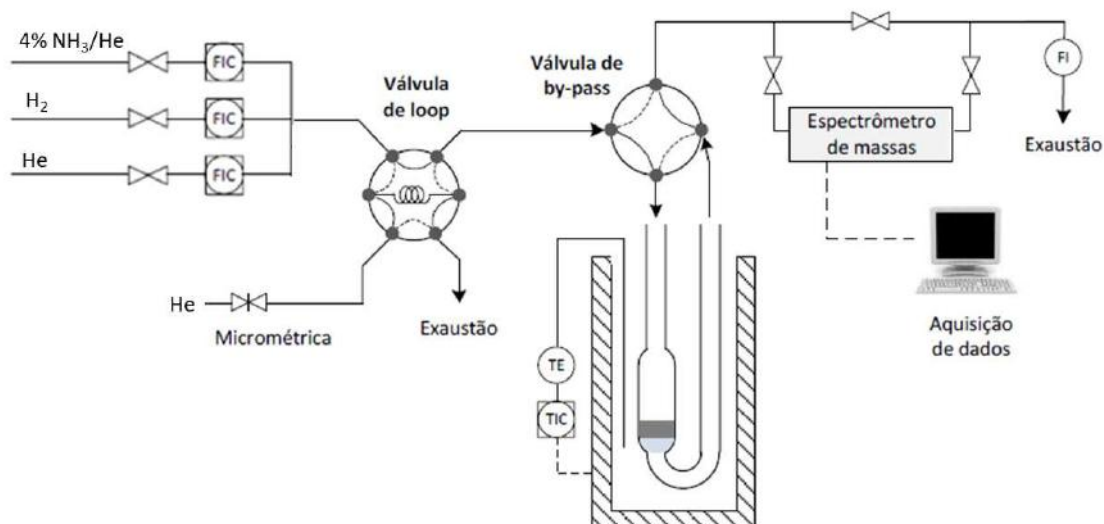 4% NH₃/He
FIC
H₂
FIC
He
FIC
Válvula
de loop
He
Micrométrica
Exaustão
Válvula de
by-pass
TE
TIC
Espectrômetro
de massas
FI
Exaustão
Aquisição
de dados